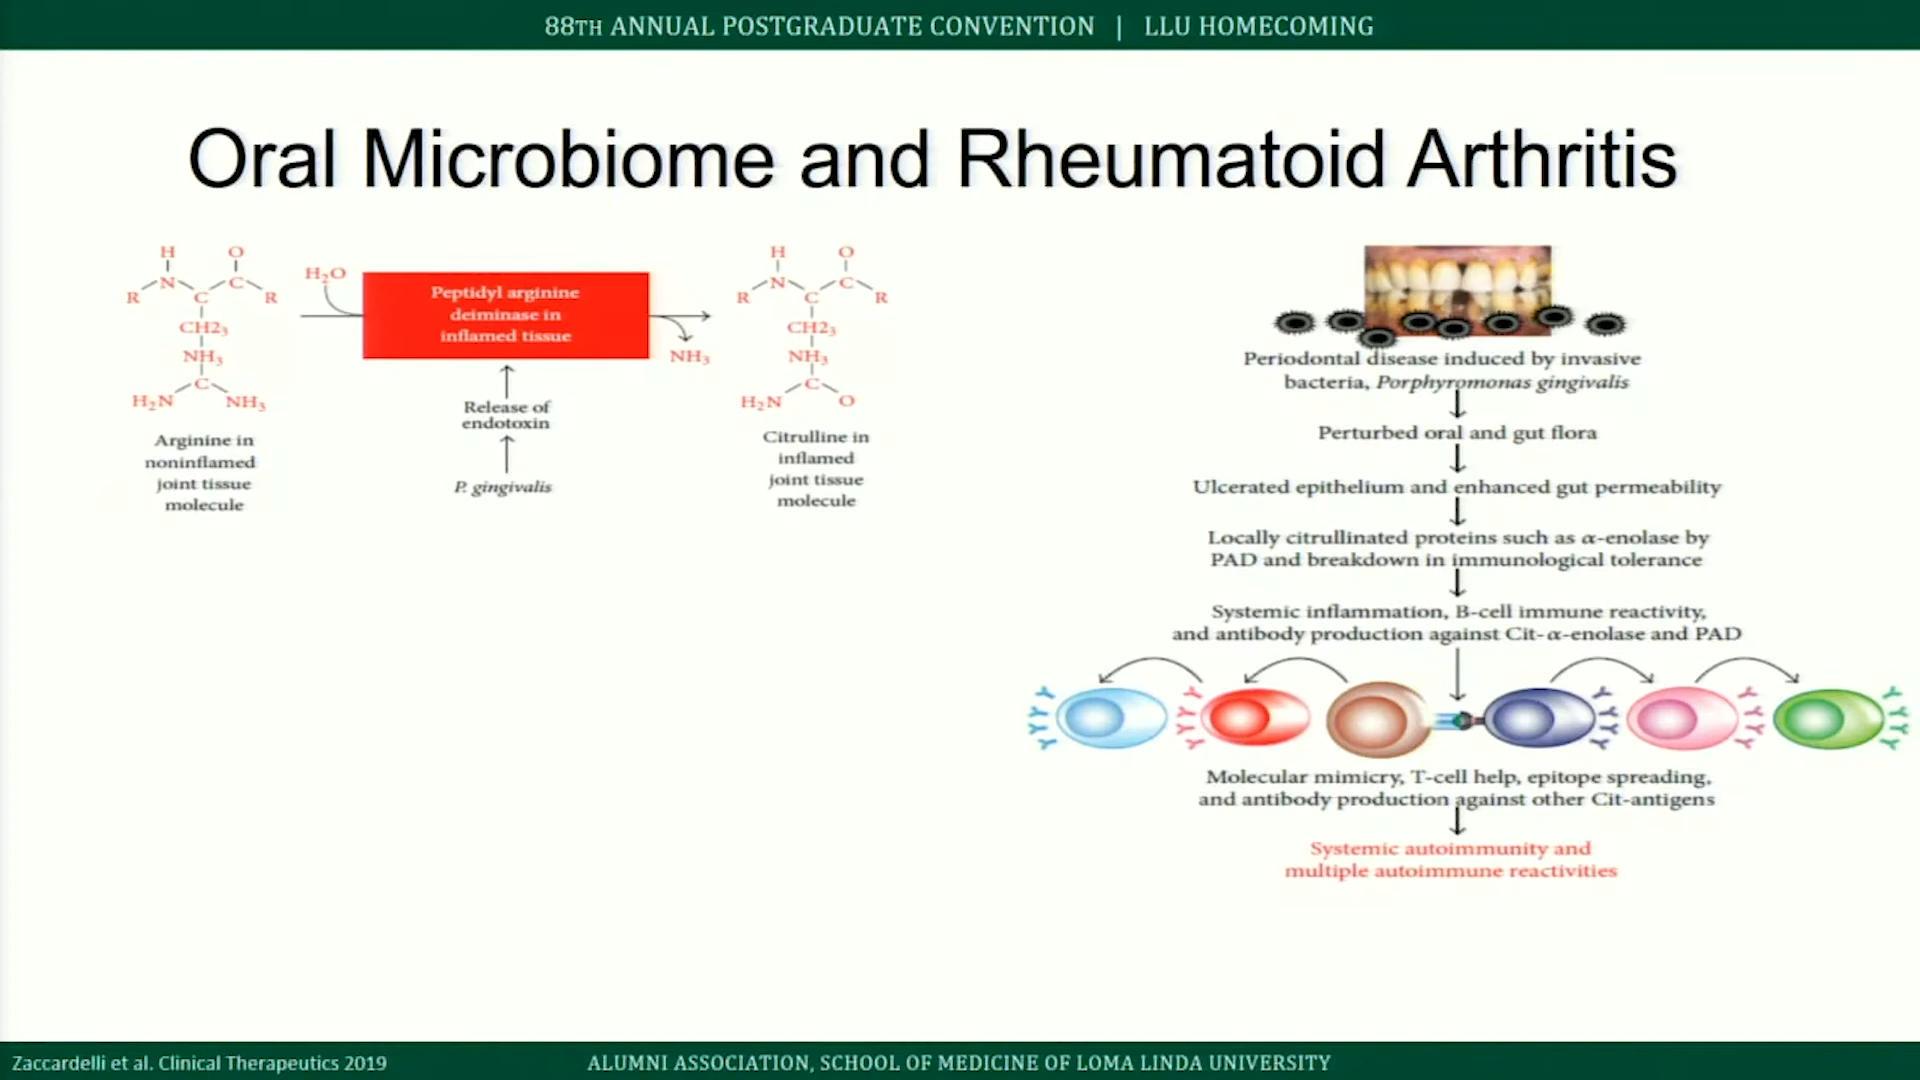 88TH ANNUAL POSTGRADUATE CONVENTION | LLU HOMECOMING
Oral Microbiome and Rheumatoid Arthritis
H O
N C
R C R
CH2₃
NH₃
C
H₂N NH₃
Arginine in
noninflamed
joint tissue
molecule
H₂O
Peptidyl arginine
deiminase in
inflamed tissue
NH₃
Release of
endotoxin
P. gingivalis
H O
N C
R C R
CH2₃
NH₃
C
H₂N O
Citrulline in
inflamed
joint tissue
molecule
Periodontal disease induced by invasive
bacteria, Porphyromonas gingivalis
Perturbed oral and gut flora
Ulcerated epithelium and enhanced gut permeability
Locally citrullinated proteins such as α-enolase by
PAD and breakdown in immunological tolerance
Systemic inflammation, B-cell immune reactivity,
and antibody production against Cit-α-enolase and PAD
Molecular mimicry, T-cell help, epitope spreading,
and antibody production against other Cit-antigens
Systemic autoimmunity and
multiple autoimmune reactivities
Zaccardelli et al. Clinical Therapeutics 2019
ALUMNI ASSOCIATION, SCHOOL OF MEDICINE OF LOMA LINDA UNIVERSITY